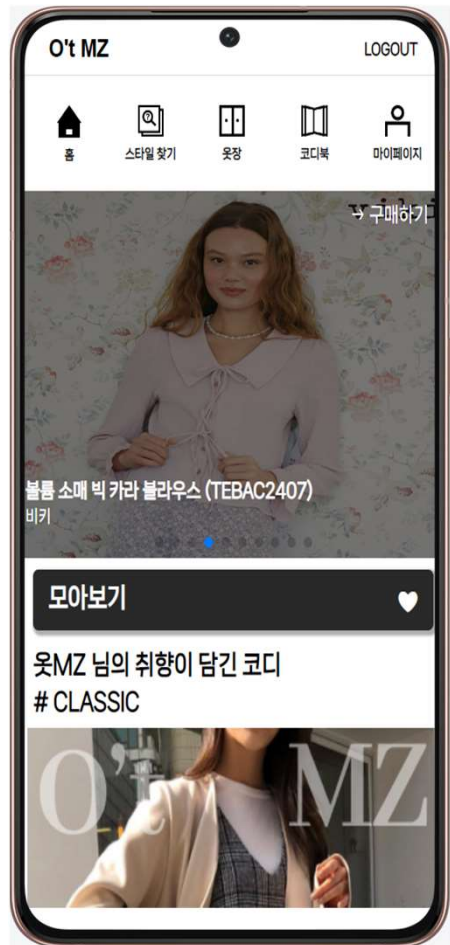 O't MZ
LOGOUT
홈
스타일 찾기
옷장
코디북
마이페이지
→ 구매하기
볼륨 소매 빅 카라 블라우스 (TEBAC2407)
비키
모아보기
옷MZ 님의 취향이 담긴 코디
# CLASSIC
O't MZ